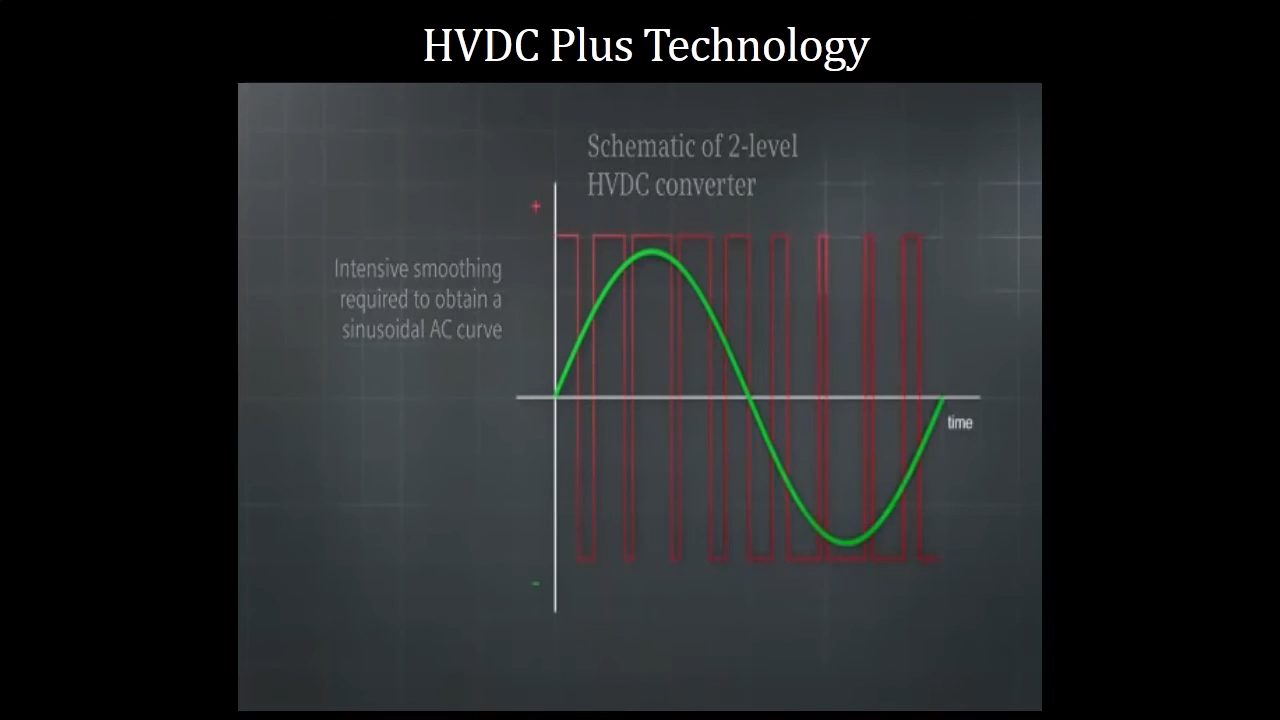 HVDC Plus Technology
Schematic of 2-level
HVDC converter
+
Intensive smoothing
required to obtain a
sinusoidal AC curve
time
-